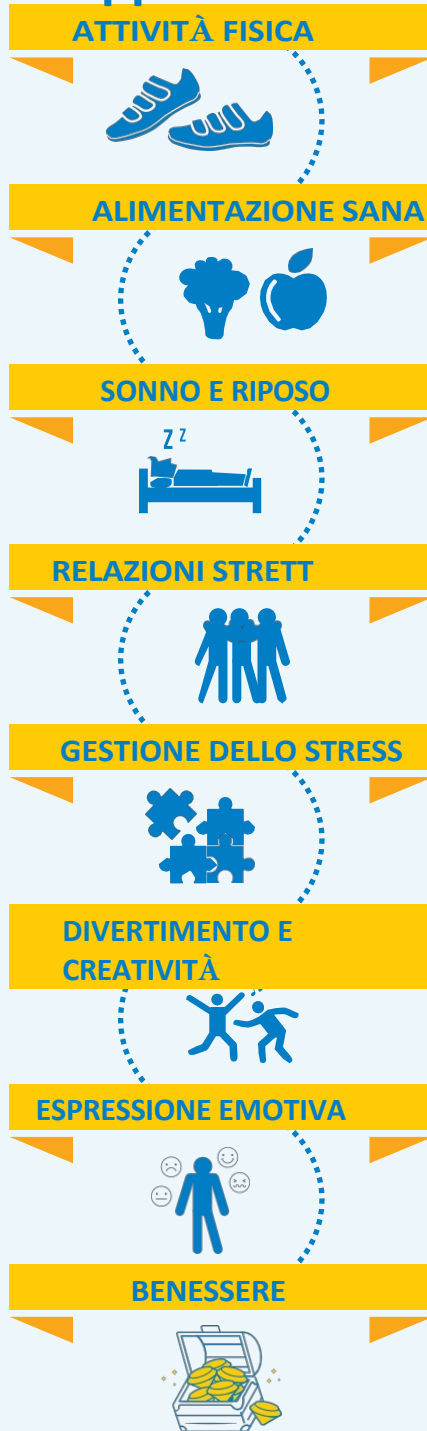 ATTIVITÀ FISICA
ALIMENTAZIONE SANA
SONNO E RIPOSO
Z Z
RELAZIONI STRETT
GESTIONE DELLO STRESS
DIVERTIMENTO E
CREATIVITÀ
ESPRESSIONE EMOTIVA
BENESSERE